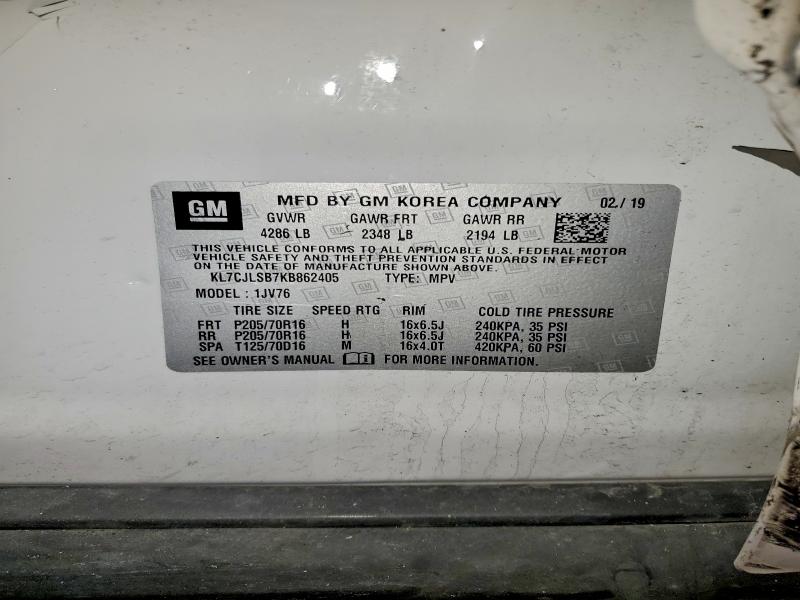 GM MFD BY GM KOREA COMPANY 02/19
GVWR GAWR FRT GAWR RR
4286 LB 2348 LB 2194 LB
THIS VEHICLE CONFORMS TO ALL APPLICABLE U.S. FEDERAL MOTOR
VEHICLE SAFETY AND THEFT PREVENTION STANDARDS IN EFFECT
ON THE DATE OF MANUFACTURE SHOWN ABOVE.
KL7CJLSB7KB862405 TYPE: MPV
MODEL : 1JV76
TIRE SIZE SPEED RTG RIM COLD TIRE PRESSURE
FRT P205/70R16 H 16x6.5J 240KPA, 35 PSI
RR P205/70R16 H 16x6.5J 240KPA, 35 PSI
SPA T125/70D16 M 16x4.0T 420KPA, 60 PSI
SEE OWNER'S MANUAL FOR MORE INFORMATION.